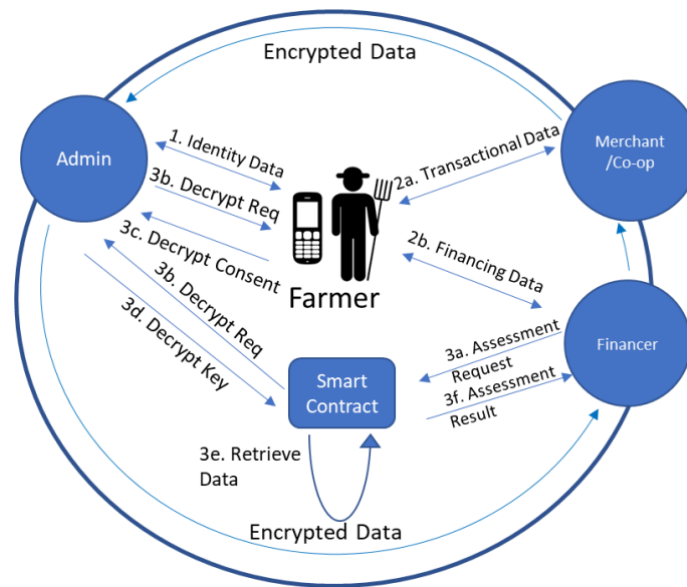 Encrypted Data
Admin
Merchant
/Co-op
1. Identity Data
2a. Transactional Data
3b. Decrypt Req
3c. Decrypt Consent
Farmer
2b. Financing Data
3b. Decrypt Req
3d. Decrypt Key
3a. Assessment
Request
Financer
3f. Assessment
Result
Smart
Contract
3e. Retrieve
Data
Encrypted Data